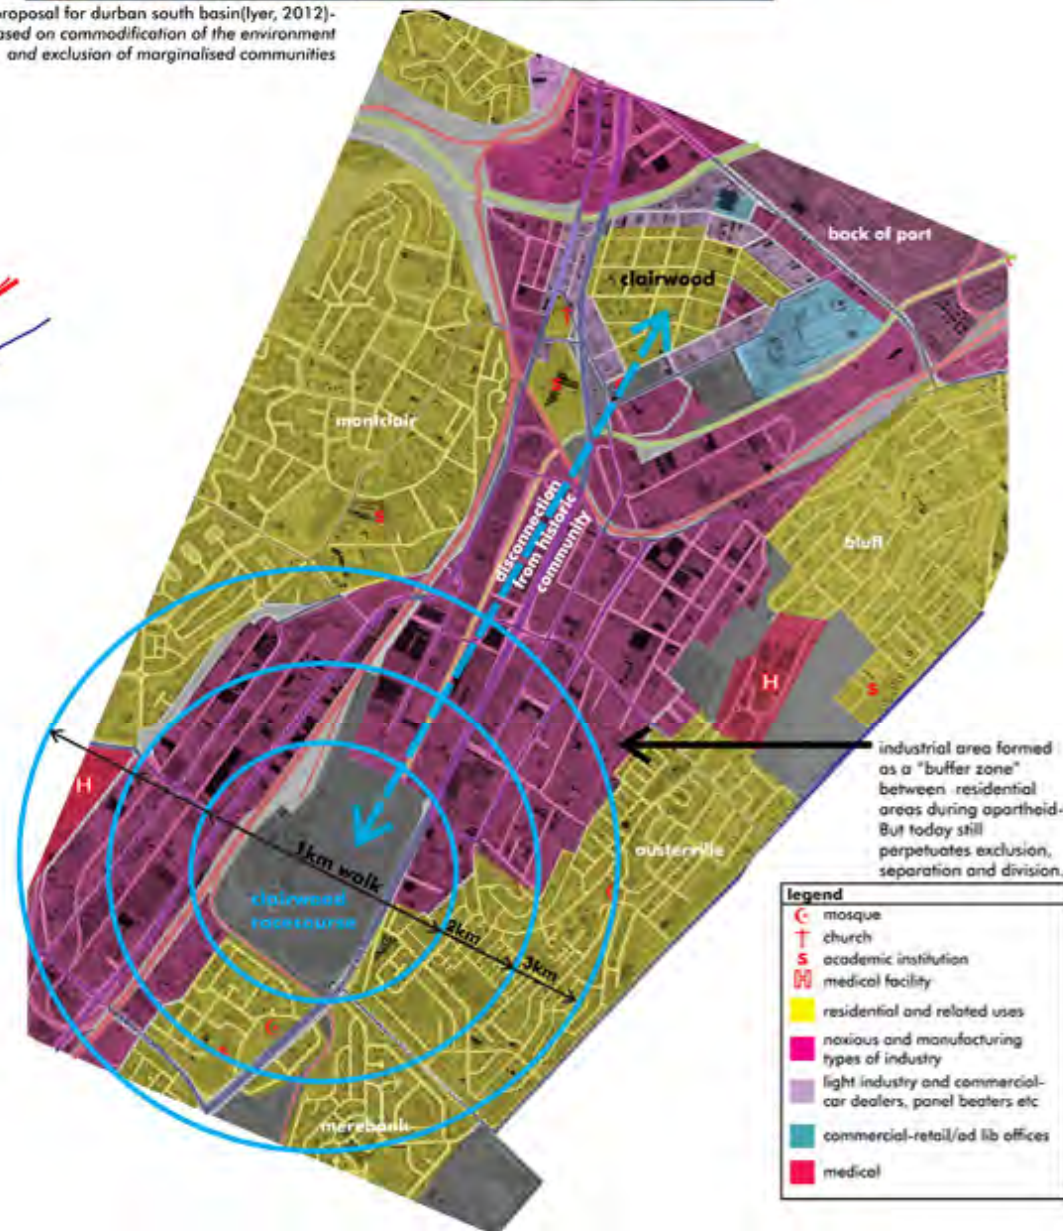 proposal for durban south basin(Iyer, 2012)-
ased on commodification of the environment
and exclusion of marginalised communities
back of port
clairwood
montclair
disconnection
from historic
community
bluff
S
S
S
H
H
industrial area formed
as a "buffer zone"
between residential
areas during apartheid-
But today still
perpetuates exclusion,
separation and division.
austerville
1km walk
2km
3km
clairwood
racecourse
merebank
legend
mosque
church
S academic institution
H medical facility
residential and related uses
noxious and manufacturing
types of industry
light industry and commercial-
car dealers, panel beaters etc
commercial-retail/ad lib offices
medical